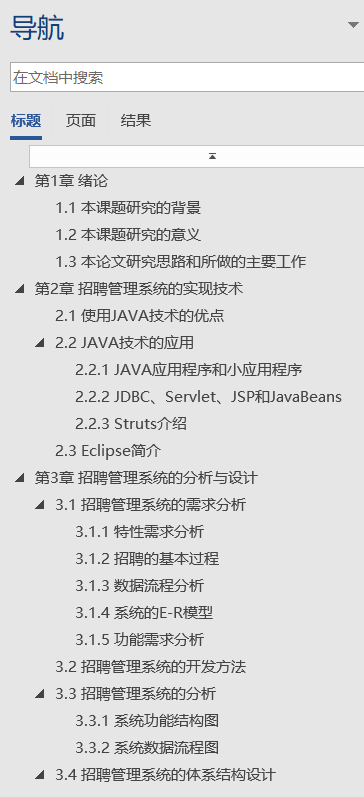 导航
在文档中搜索
标题 页面 结果
第1章 绪论
1.1 本课题研究的背景
1.2 本课题研究的意义
1.3 本论文研究思路和所做的主要工作
第2章 招聘管理系统的实现技术
2.1 使用JAVA技术的优点
2.2 JAVA技术的应用
2.2.1 JAVA应用程序和小应用程序
2.2.2 JDBC、Servlet、JSP和JavaBeans
2.2.3 Struts介绍
2.3 Eclipse简介
第3章 招聘管理系统的分析与设计
3.1 招聘管理系统的需求分析
3.1.1 特性需求分析
3.1.2 招聘的基本过程
3.1.3 数据流程分析
3.1.4 系统的E-R模型
3.1.5 功能需求分析
3.2 招聘管理系统的开发方法
3.3 招聘管理系统的分析
3.3.1 系统功能结构图
3.3.2 系统数据流程图
3.4 招聘管理系统的体系结构设计